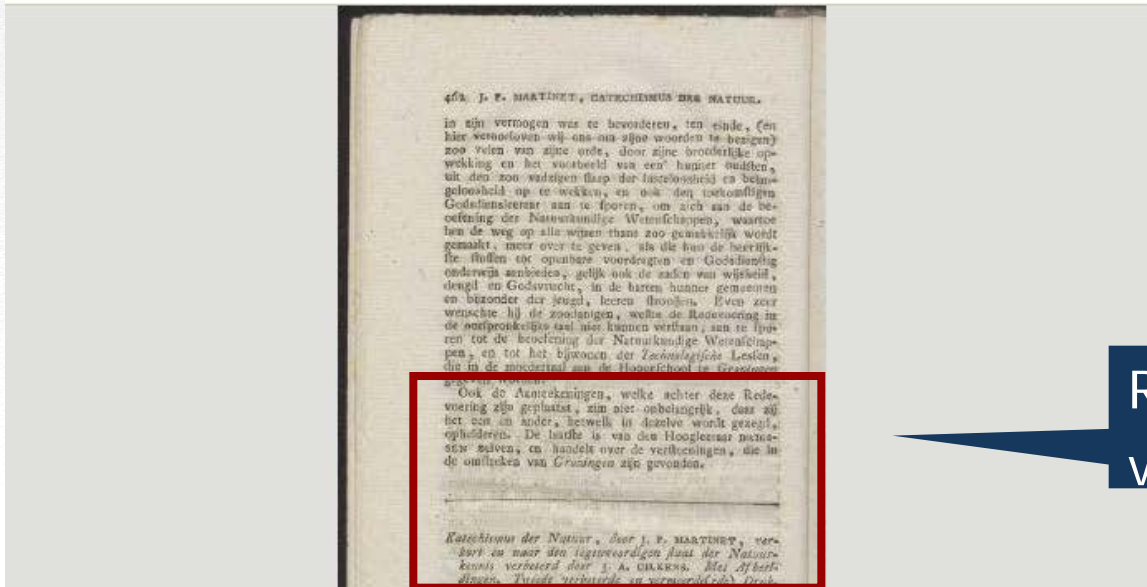 462 J. F. MARTINET, CATECHISMUS DER NATUUR.
in zijn vermogen was te bevorderen, ten einde, (en
hier veroorloven wij ons om zijne woorden te bezigen)
zoo velen van zijne orde, door zijne broederlijke op-
wekking en het voorbeeld van een' hunner oudsten,
uit den zoo vadzigen slaap der lusteloosheid en belan-
geloosheid op te wekken, en ook den toekomstigen
Godsdienstleeraar aan te sporen, om zich aan de be-
oefening der Natuurkundige Wetenschappen, waartoe
hun de weg op alle wijzen thans zoo gemakkelijk wordt
gemaakt, meer over te geven, als die hun de heerlijk-
ste stoffen tot openbare voordragten en Godsdienstig
onderwijs aanbieden, gelijk ook de zaden van wijsheid,
deugd en Godsvrucht, in de harten hunner gemeenten
en bijzonder der jeugd, leeren strooijen. Even zeer
wenschte hij de zoodanigen, welke de Redevoering in
de oorspronkelijke taal niet kunnen verstaan, aan te spo-
ren tot de beoefening der Natuurkundige Wetenschap-
pen, en tot het bijwonen der Technologische Lessen,
die in de moedertaal aan de Hoogeschool te Groningen
gegeven worden.
Ook de Aanteekeningen, welke achter deze Rede-
voering zijn geplaatst, zijn niet onbelangrijk, daar zij
het een en ander, hetwelk in dezelve wordt gezegd,
ophelderen. De laatste is van den Hoogleeraar
en handelt over de versteeningen, die in
de omstreken van Groningen zijn gevonden.
Katechismus der Natuur, door J. F. MARTINET, ver-
kort en naar den tegenwoordigen staat der Natuur-
kennis verbeterd door J. A. UILKENS. Met Afbeel-
dingen. Tweede verbeterde en vermeerde(rde) Druk.
R
v